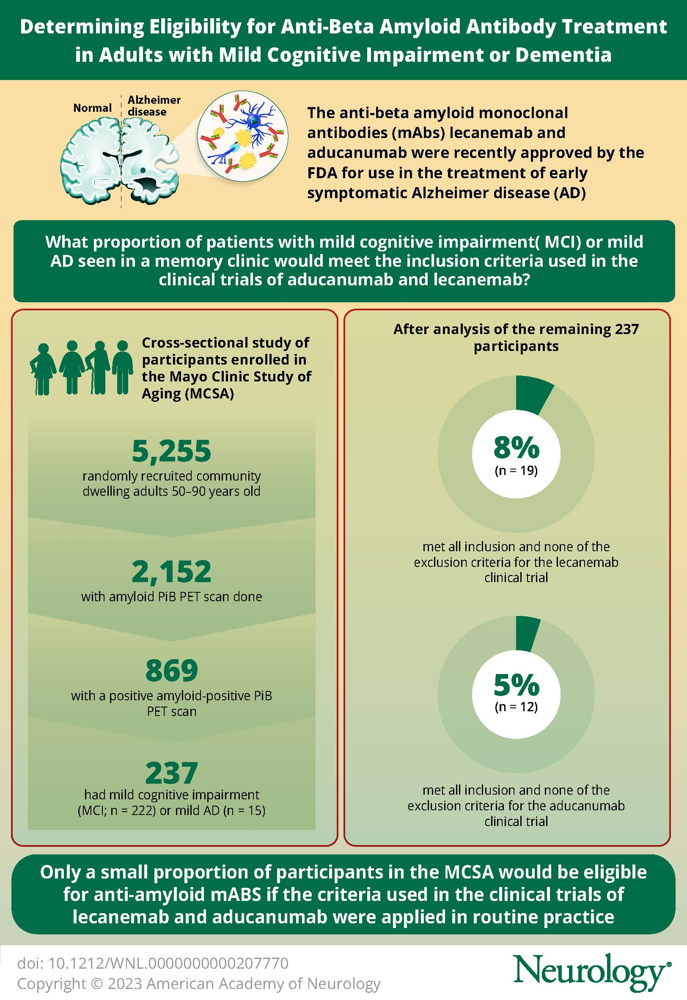 Determining Eligibility for Anti-Beta Amyloid Antibody Treatment
in Adults with Mild Cognitive Impairment or Dementia
Normal
Alzheimer
disease
The anti-beta amyloid monoclonal
antibodies (mAbs) lecanemab and
aducanumab were recently approved by the
FDA for use in the treatment of early
symptomatic Alzheimer disease (AD)
What proportion of patients with mild cognitive impairment( MCI) or mild
AD seen in a memory clinic would meet the inclusion criteria used in the
clinical trials of aducanumab and lecanemab?
Cross-sectional study of
participants enrolled in
the Mayo Clinic Study of
Aging (MCSA)
5,255
randomly recruited community
dwelling adults 50–90 years old
2,152
with amyloid PiB PET scan done
869
with a positive amyloid-positive PiB
PET scan
237
had mild cognitive impairment
(MCI; n = 222) or mild AD (n = 15)
After analysis of the remaining 237
participants
8%
(n = 19)
met all inclusion and none of the
exclusion criteria for the lecanemab
clinical trial
5%
(n = 12)
met all inclusion and none of the
exclusion criteria for the aducanumab
clinical trial
Only a small proportion of participants in the MCSA would be eligible
for anti-amyloid mABS if the criteria used in the clinical trials of
lecanemab and aducanumab were applied in routine practice
doi: 10.1212/WNL.0000000000207770
Copyright © 2023 American Academy of Neurology
Neurology®